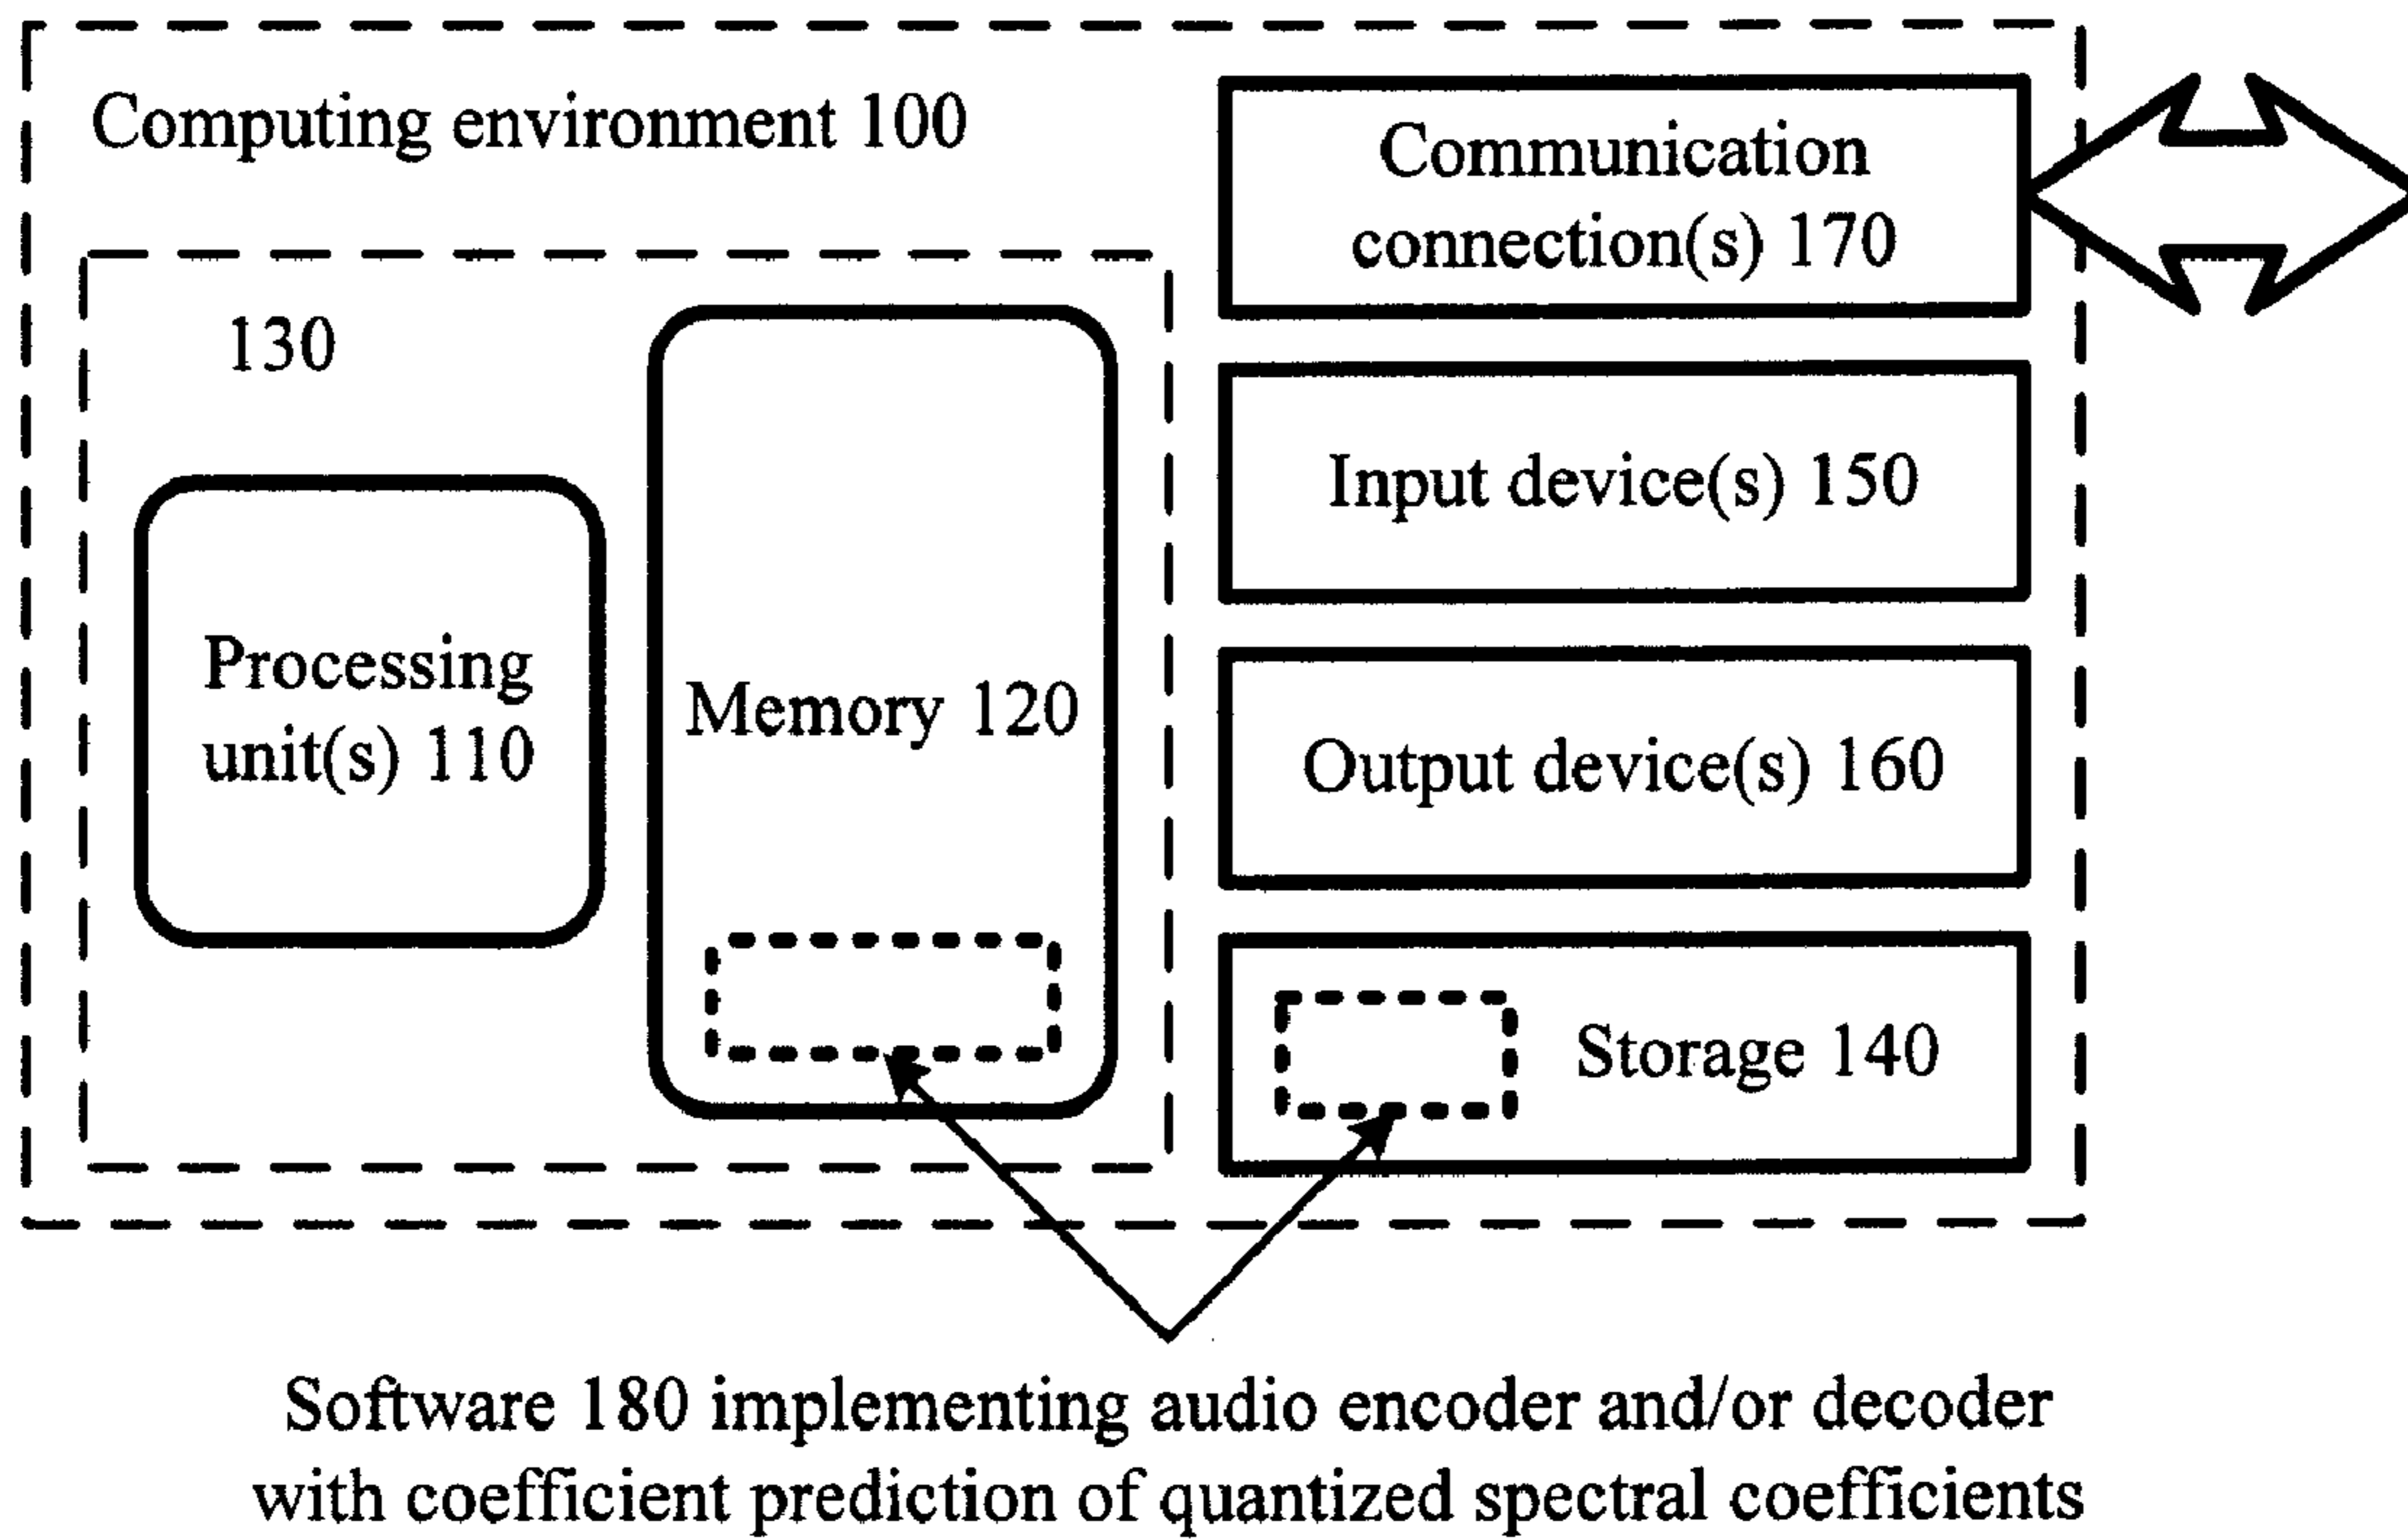 Computing environment 100
130
Processing
unit(s) 110
Memory 120
Communication
connection(s) 170
Input device(s) 150
Output device(s) 160
Storage 140
Software 180 implementing audio encoder and/or decoder
with coefficient prediction of quantized spectral coefficients